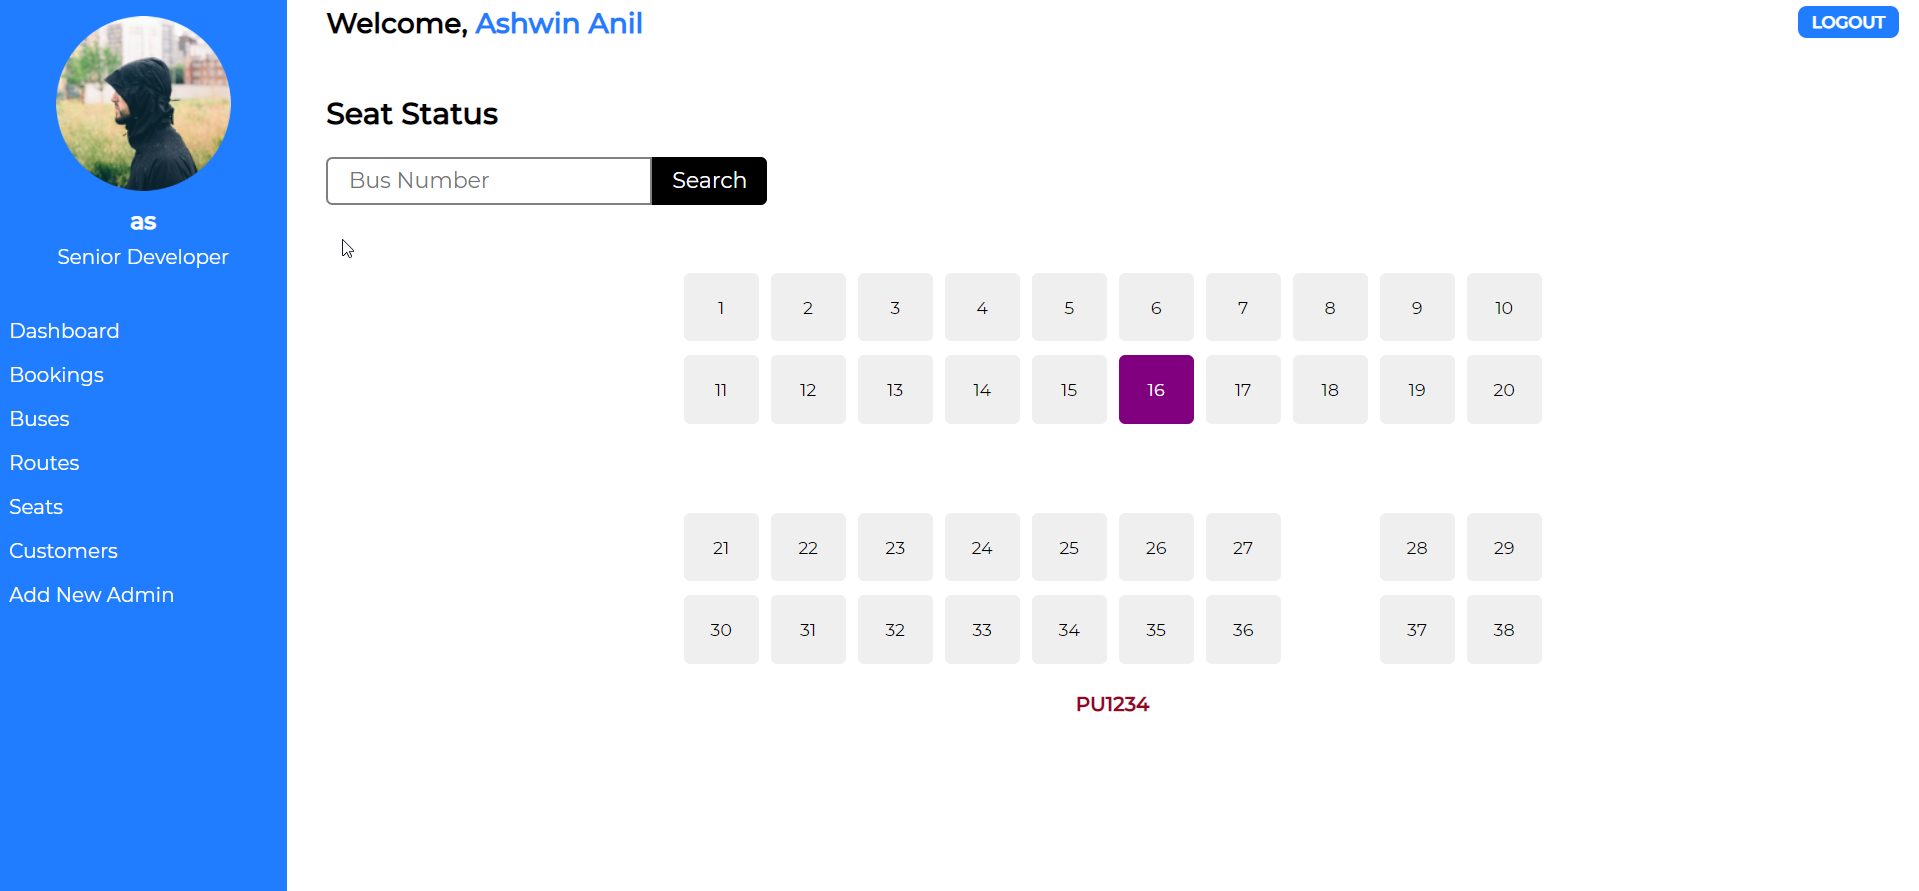 as
Senior Developer
Dashboard
Bookings
Buses
Routes
Seats
Customers
Add New Admin
Welcome, Ashwin Anil
LOGOUT
Seat Status
Bus Number Search
1 2 3 4 5 6 7 8 9 10
11 12 13 14 15 16 17 18 19 20
21 22 23 24 25 26 27 28 29
30 31 32 33 34 35 36 37 38
PU1234